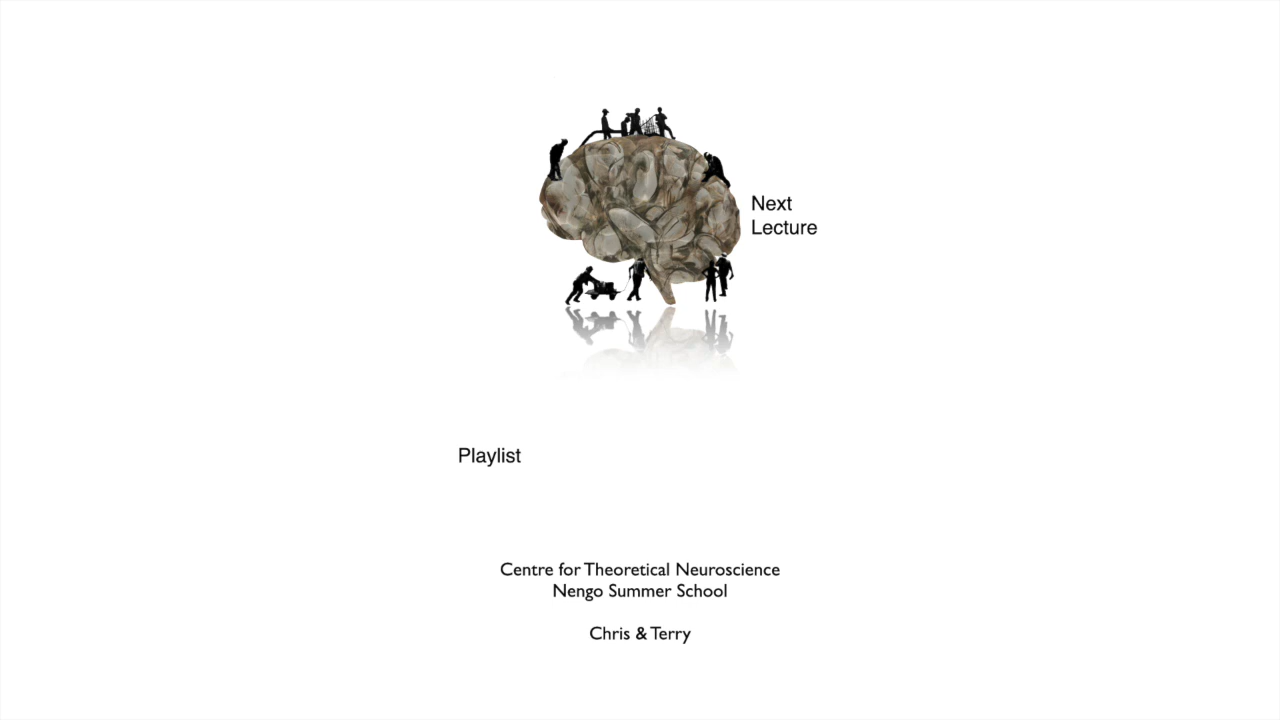 Next
Lecture
Playlist
Centre for Theoretical Neuroscience
Nengo Summer School
Chris & Terry